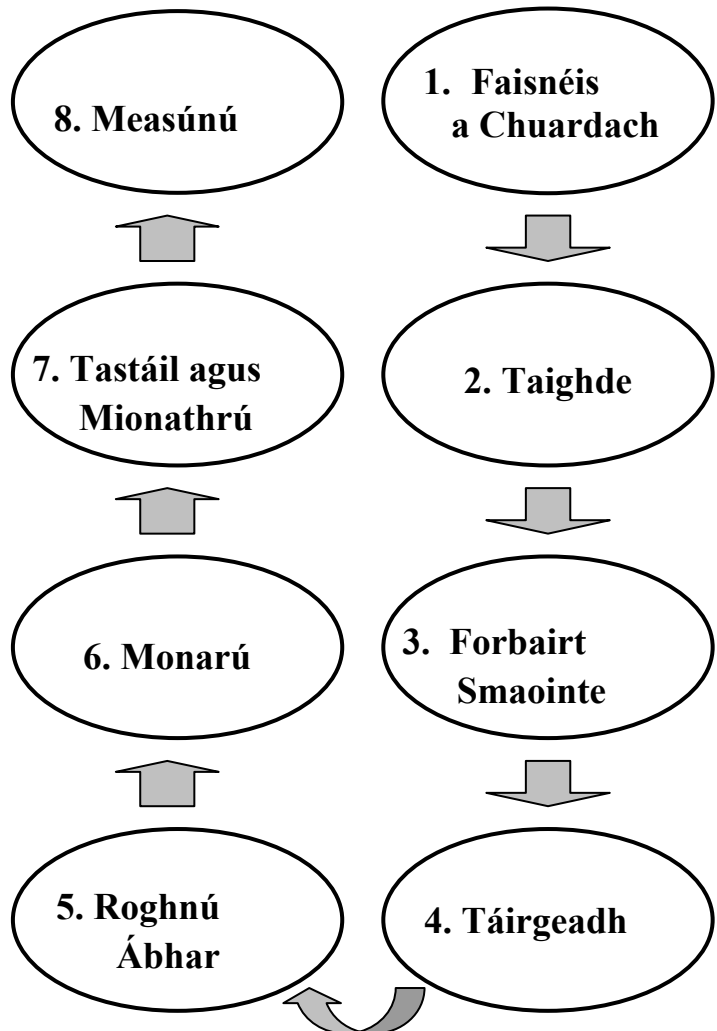 1. Faisnéis
a Chuardach
2. Taighde
3. Forbairt
Smaointe
4. Táirgeadh
5. Roghnú
Ábhar
6. Monarú
7. Tastáil agus
Mionathrú
8. Measúnú